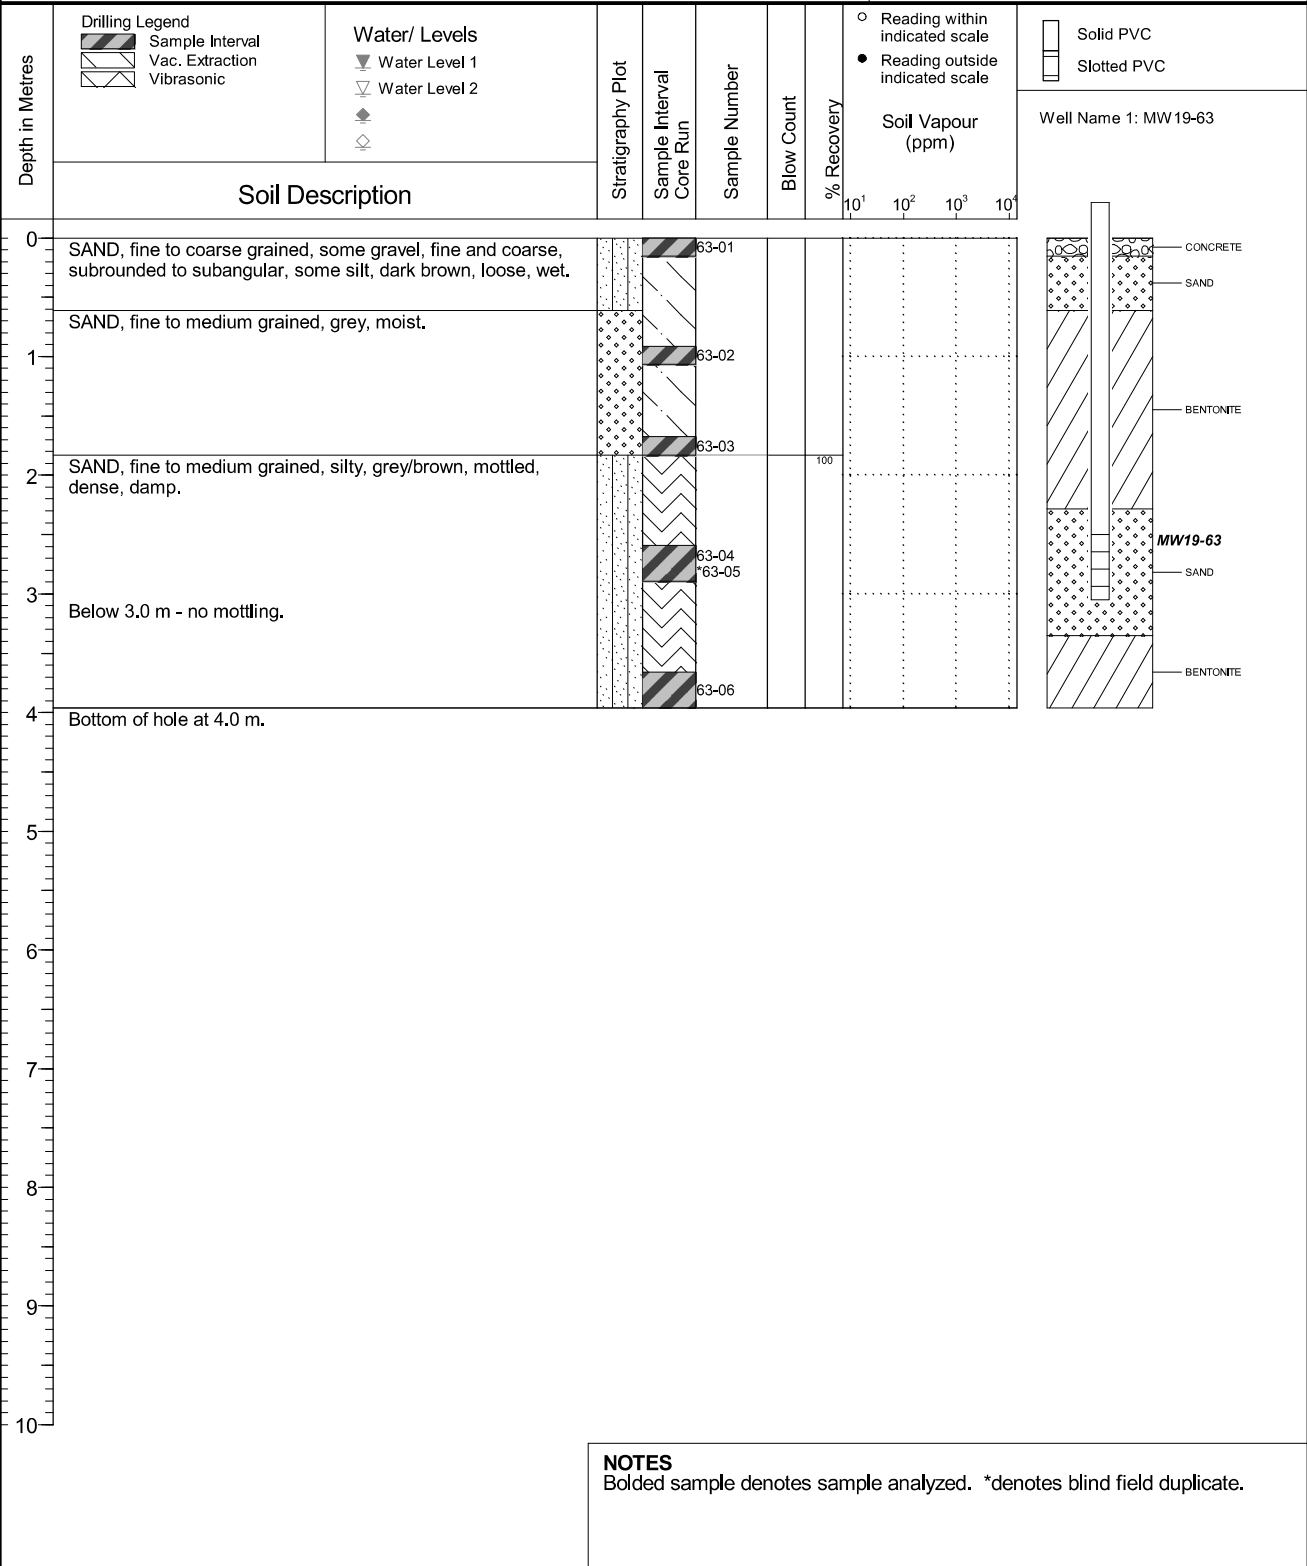 Drilling Legend
Sample Interval
Vac. Extraction
Vibrasonic
Water/ Levels
Water Level 1
Water Level 2
Depth in Metres
Soil Description
Stratigraphy Plot
Sample Interval
Core Run
Sample Number
Blow Count
% Recovery
Reading within
indicated scale
Reading outside
indicated scale
Soil Vapour
(ppm)
10¹ 10² 10³ 10⁴
Solid PVC
Slotted PVC
Well Name 1: MW19-63
0
SAND, fine to coarse grained, some gravel, fine and coarse,
subrounded to subangular, some silt, dark brown, loose, wet.
63-01
CONCRETE
SAND
SAND, fine to medium grained, grey, moist.
1
63-02
BENTONITE
63-03
100
SAND, fine to medium grained, silty, grey/brown, mottled,
dense, damp.
2
MW19-63
63-04
*63-05
SAND
3
Below 3.0 m - no mottling.
BENTONITE
63-06
4
Bottom of hole at 4.0 m.
5
6
7
8
9
10
NOTES
Bolded sample denotes sample analyzed. *denotes blind field duplicate.